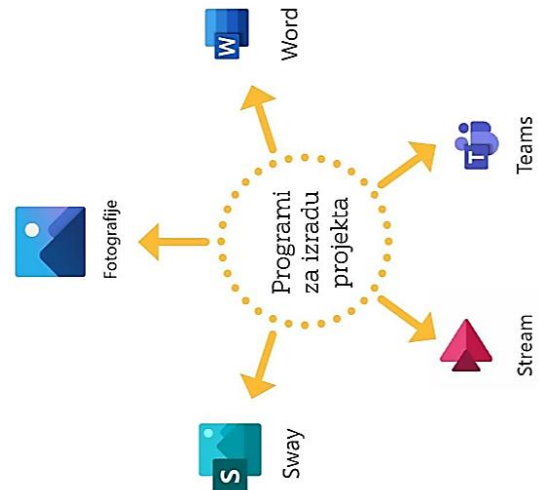 Fotografije
S
Sway
W
Word
Programi
za izradu
projekta
Stream
T
Teams